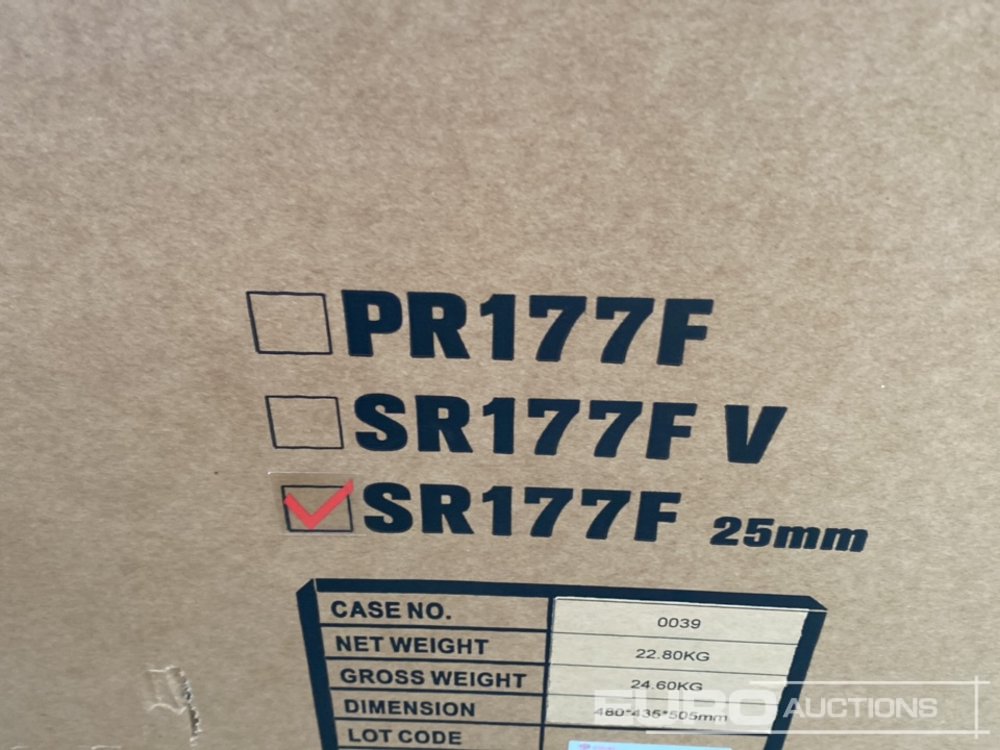 PR177F
SR177F V
SR177F 25mm
CASE NO. 0039
NET WEIGHT 22.80KG
GROSS WEIGHT 24.60KG
DIMENSION 480*435*505mm
LOT CODE
EURO AUCTIONS